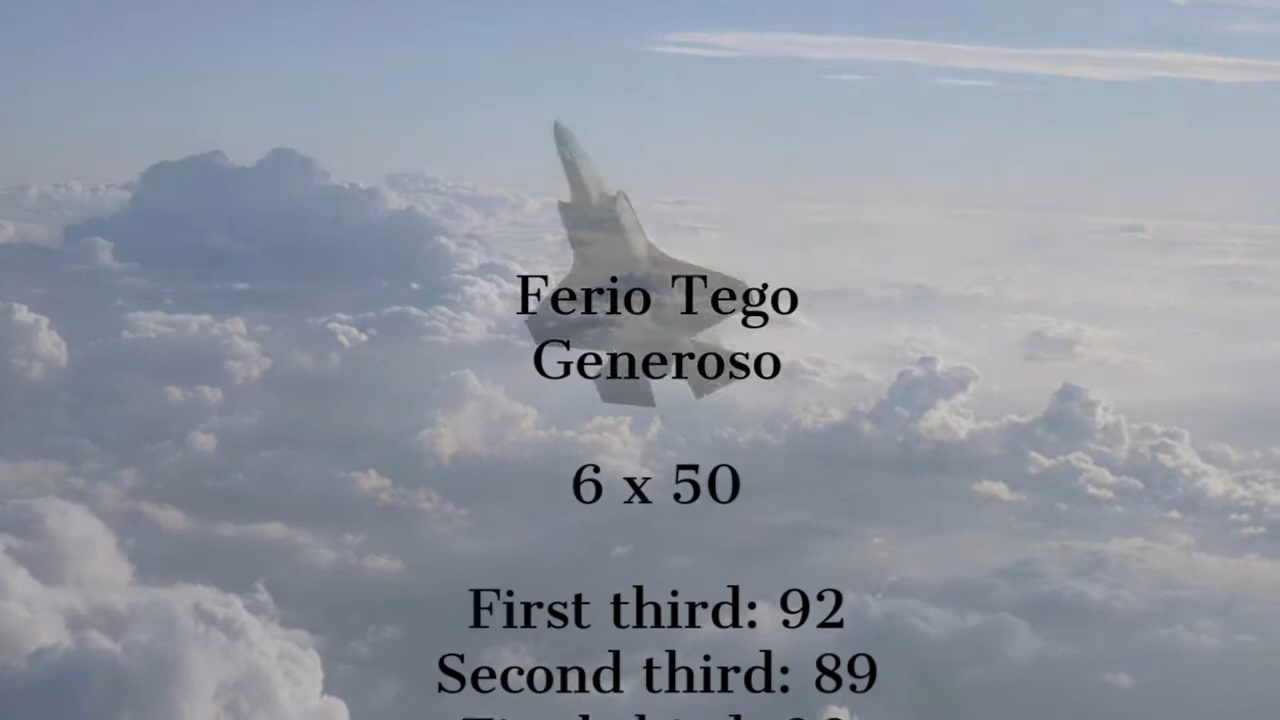 Ferio Tego
Generoso
6 x 50
First third: 92
Second third: 89